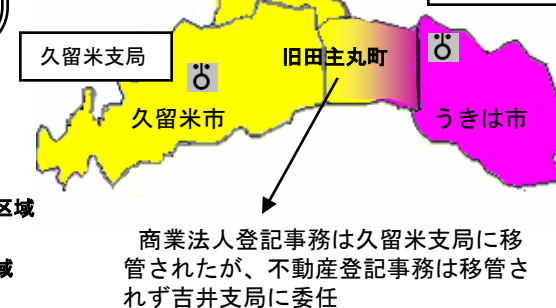 久留米支局
旧田主丸町
久留米市
うきは市
区域
域
商業法人登記事務は久留米支局に移
管されたが、不動産登記事務は移管さ
れず吉井支局に委任